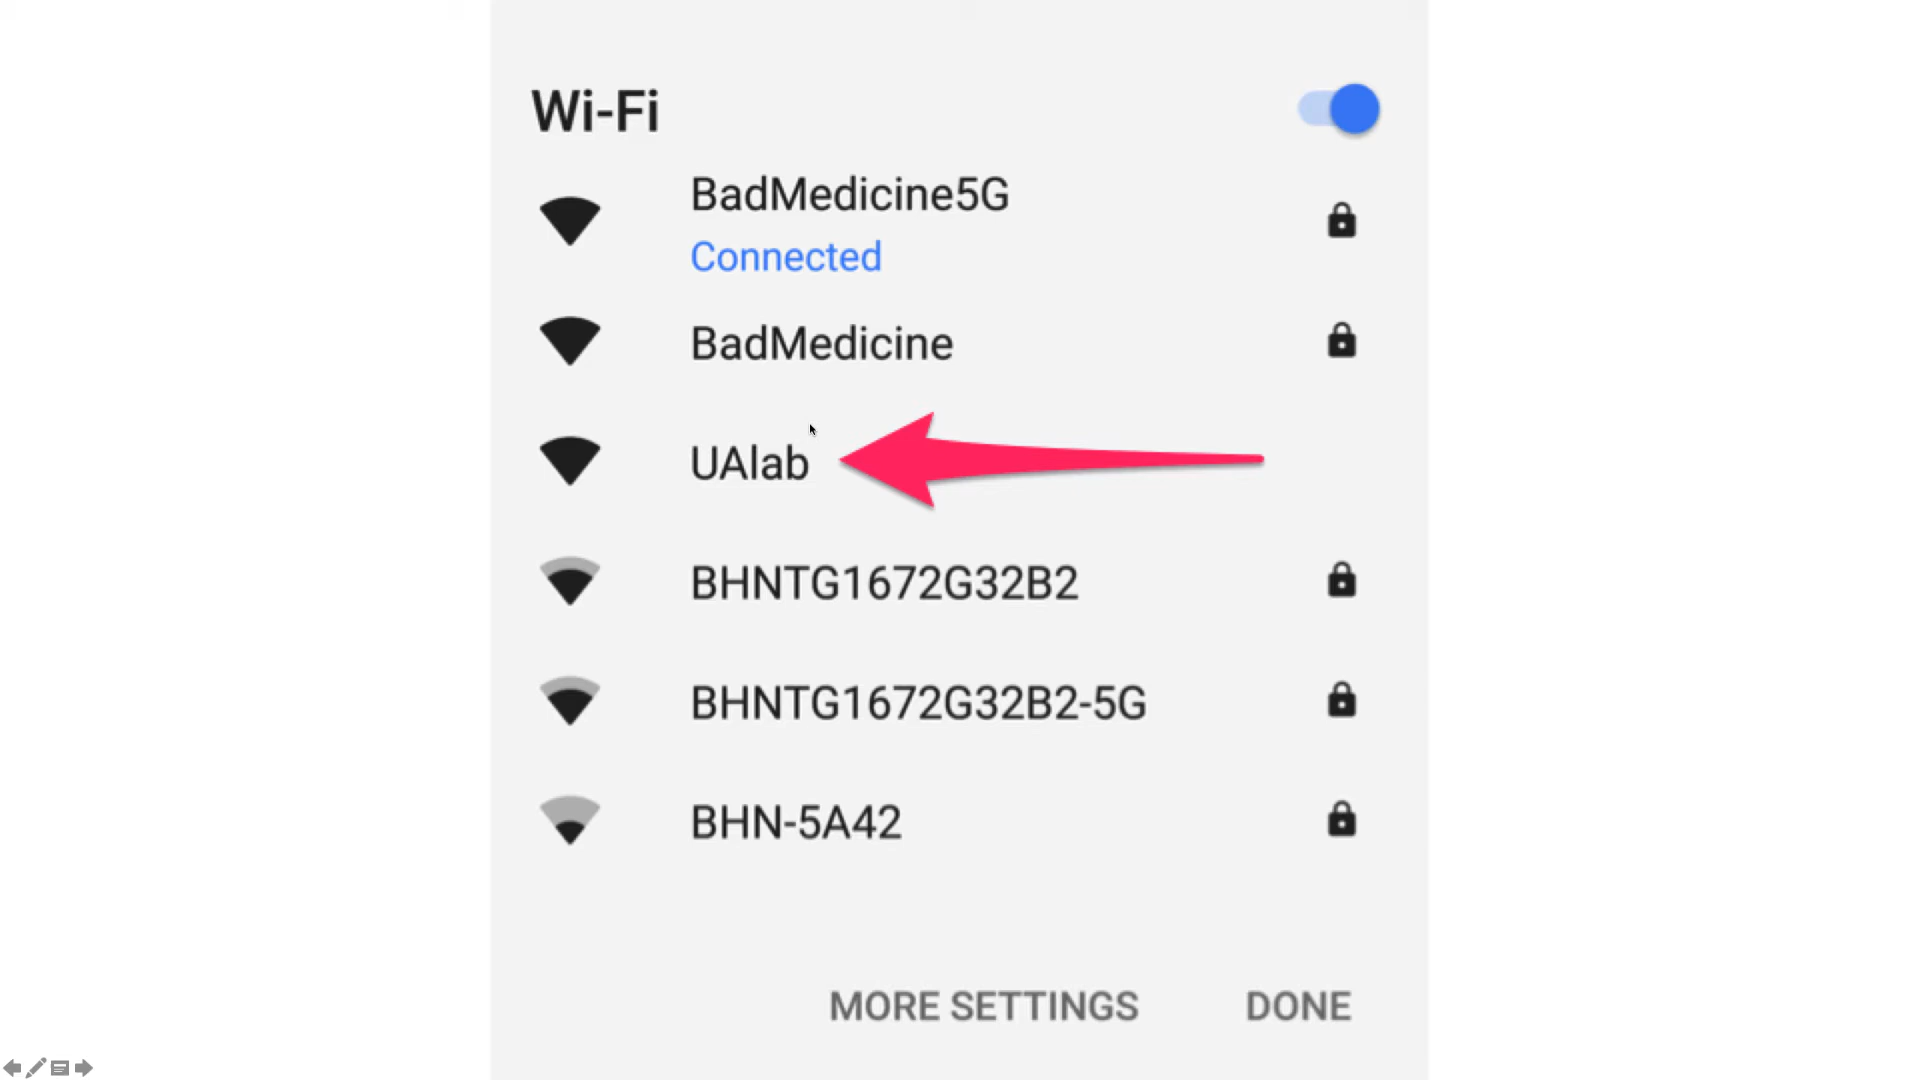 Wi-Fi
BadMedicine5G
Connected
BadMedicine
UAlab
BHNTG1672G32B2
BHNTG1672G32B2-5G
BHN-5A42
MORE SETTINGS DONE